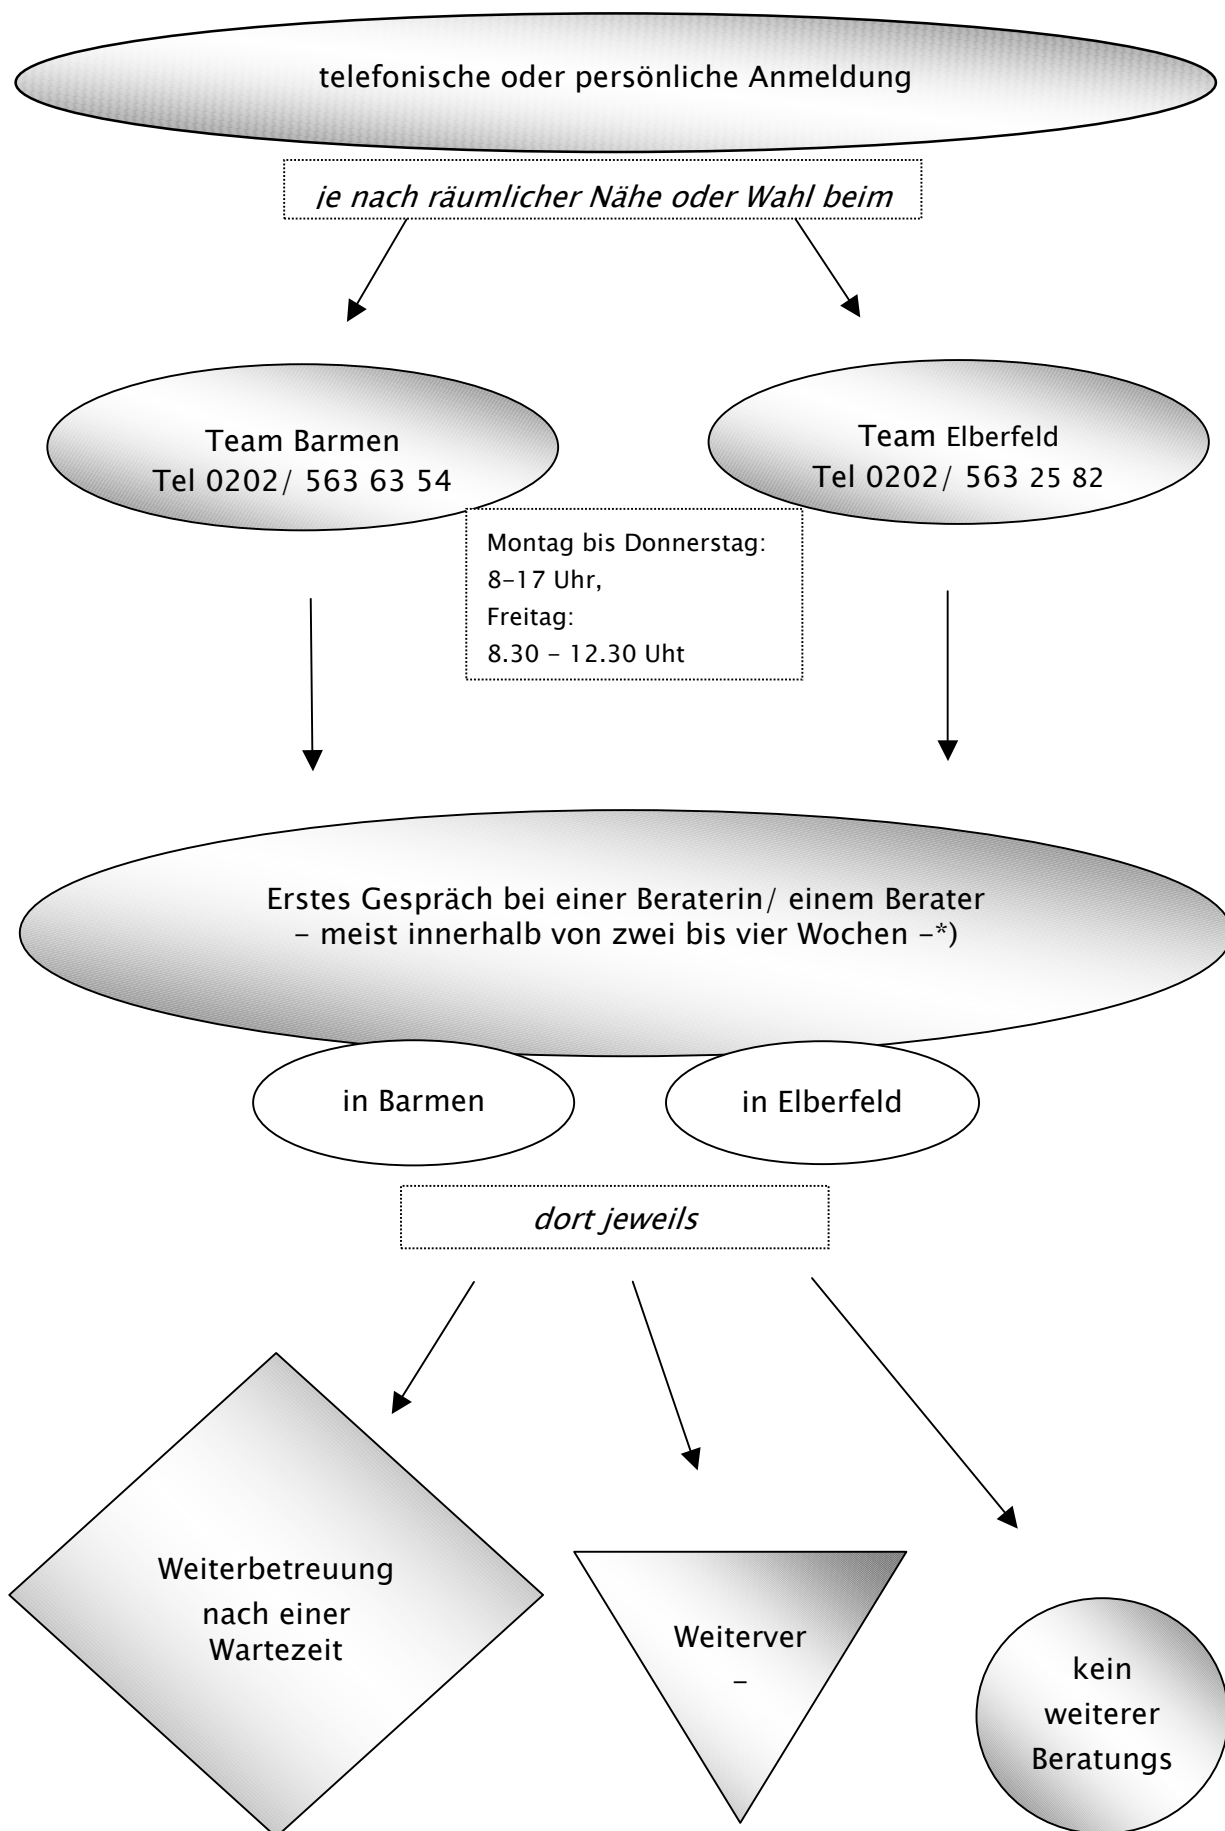 telefonische oder persönliche Anmeldung
je nach räumlicher Nähe oder Wahl beim
Team Barmen
Tel 0202/ 563 63 54
Team Elberfeld
Tel 0202/ 563 25 82
Montag bis Donnerstag:
8–17 Uhr,
Freitag:
8.30 – 12.30 Uht
Erstes Gespräch bei einer Beraterin/ einem Berater
– meist innerhalb von zwei bis vier Wochen –*)
in Barmen
in Elberfeld
dort jeweils
Weiterbetreuung
nach einer
Wartezeit
Weiterver
–
kein
weiterer
Beratungs